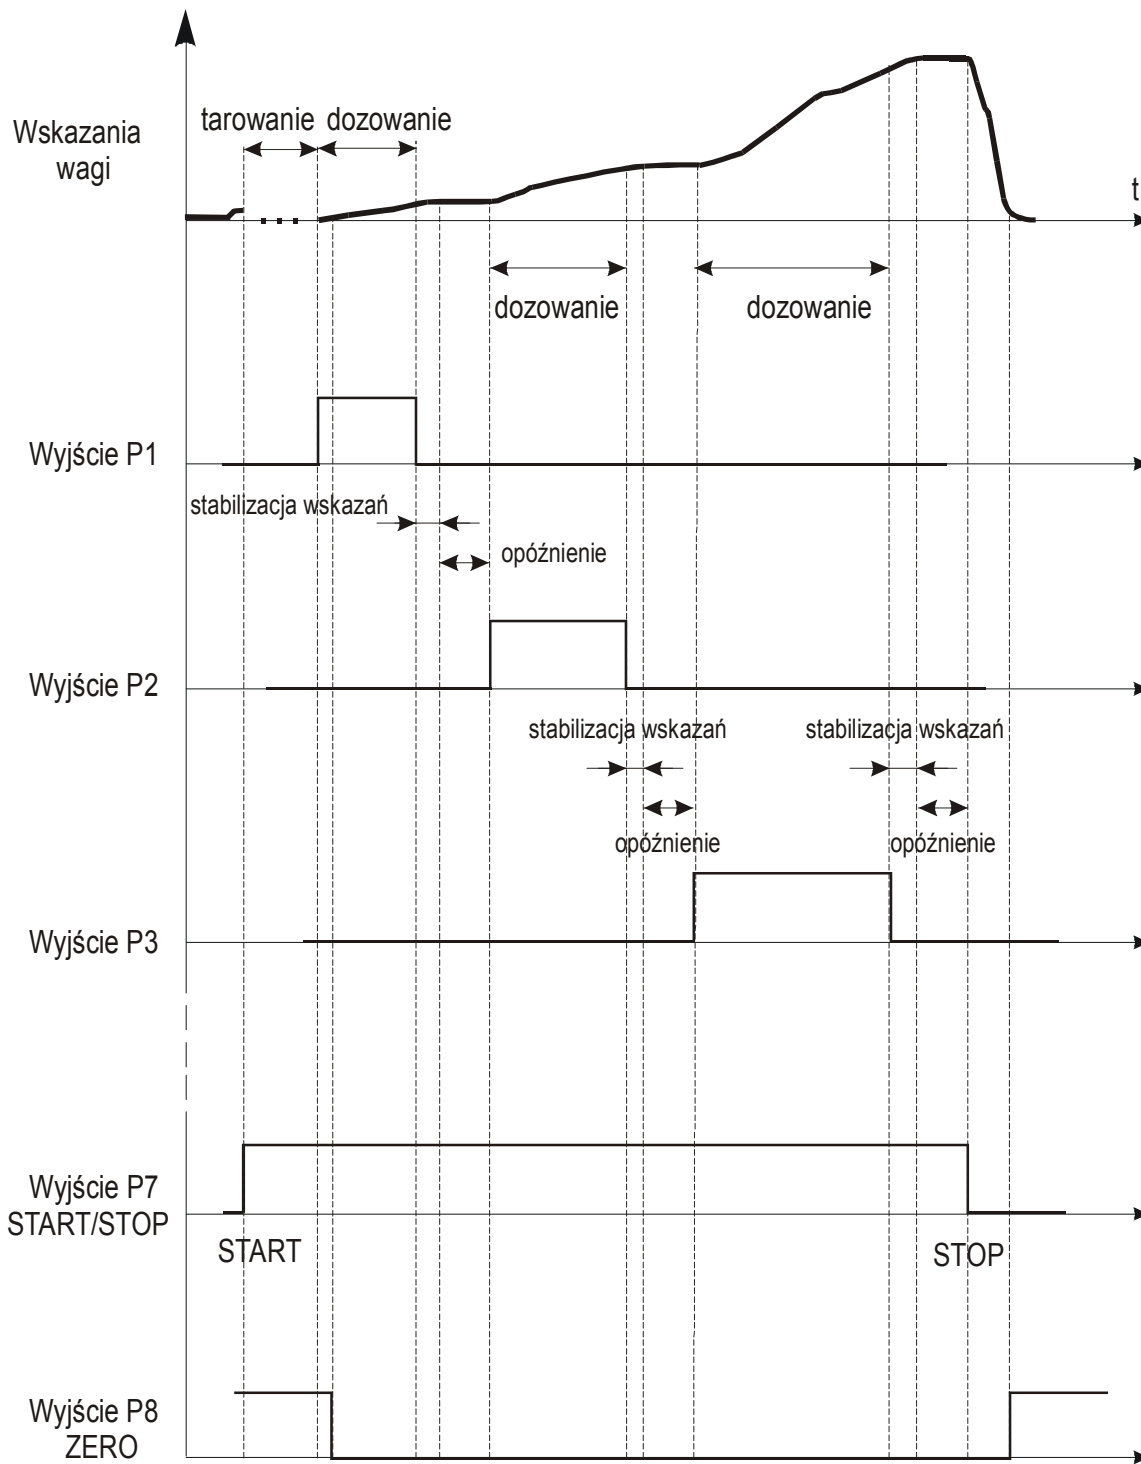 tarowanie dozowanie
Wskazania
wagi
t
dozowanie dozowanie
Wyjście P1
stabilizacja wskazań
opóźnienie
Wyjście P2
stabilizacja wskazań stabilizacja wskazań
opóźnienie opóźnienie
Wyjście P3
Wyjście P7
START/STOP
START STOP
Wyjście P8
ZERO